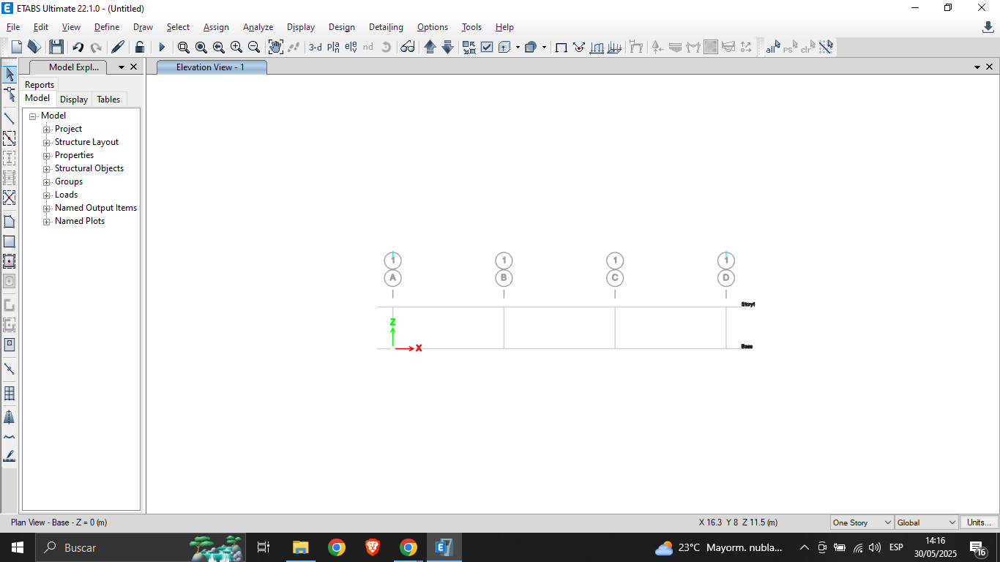 ETABS Ultimate 22.1.0 - (Untitled)
File Edit View Define Draw Select Assign Analyze Display Design Detailing Options Tools Help
3-d Pla̲n ele̲v nd all PS clr
Model Expl...
Elevation View - 1
Reports
Model Display Tables
Model
Project
Structure Layout
Properties
Structural Objects
Groups
Loads
Named Output Items
Named Plots
1 1 1 1
A B C D
Story1
Z
X
Base
Plan View - Base - Z = 0 (m)
X 16.3 Y 8 Z 11.5 (m)
One Story
Global
Units...
Buscar
23°C Mayorm. nubla...
ESP
14:16
30/05/2025
16